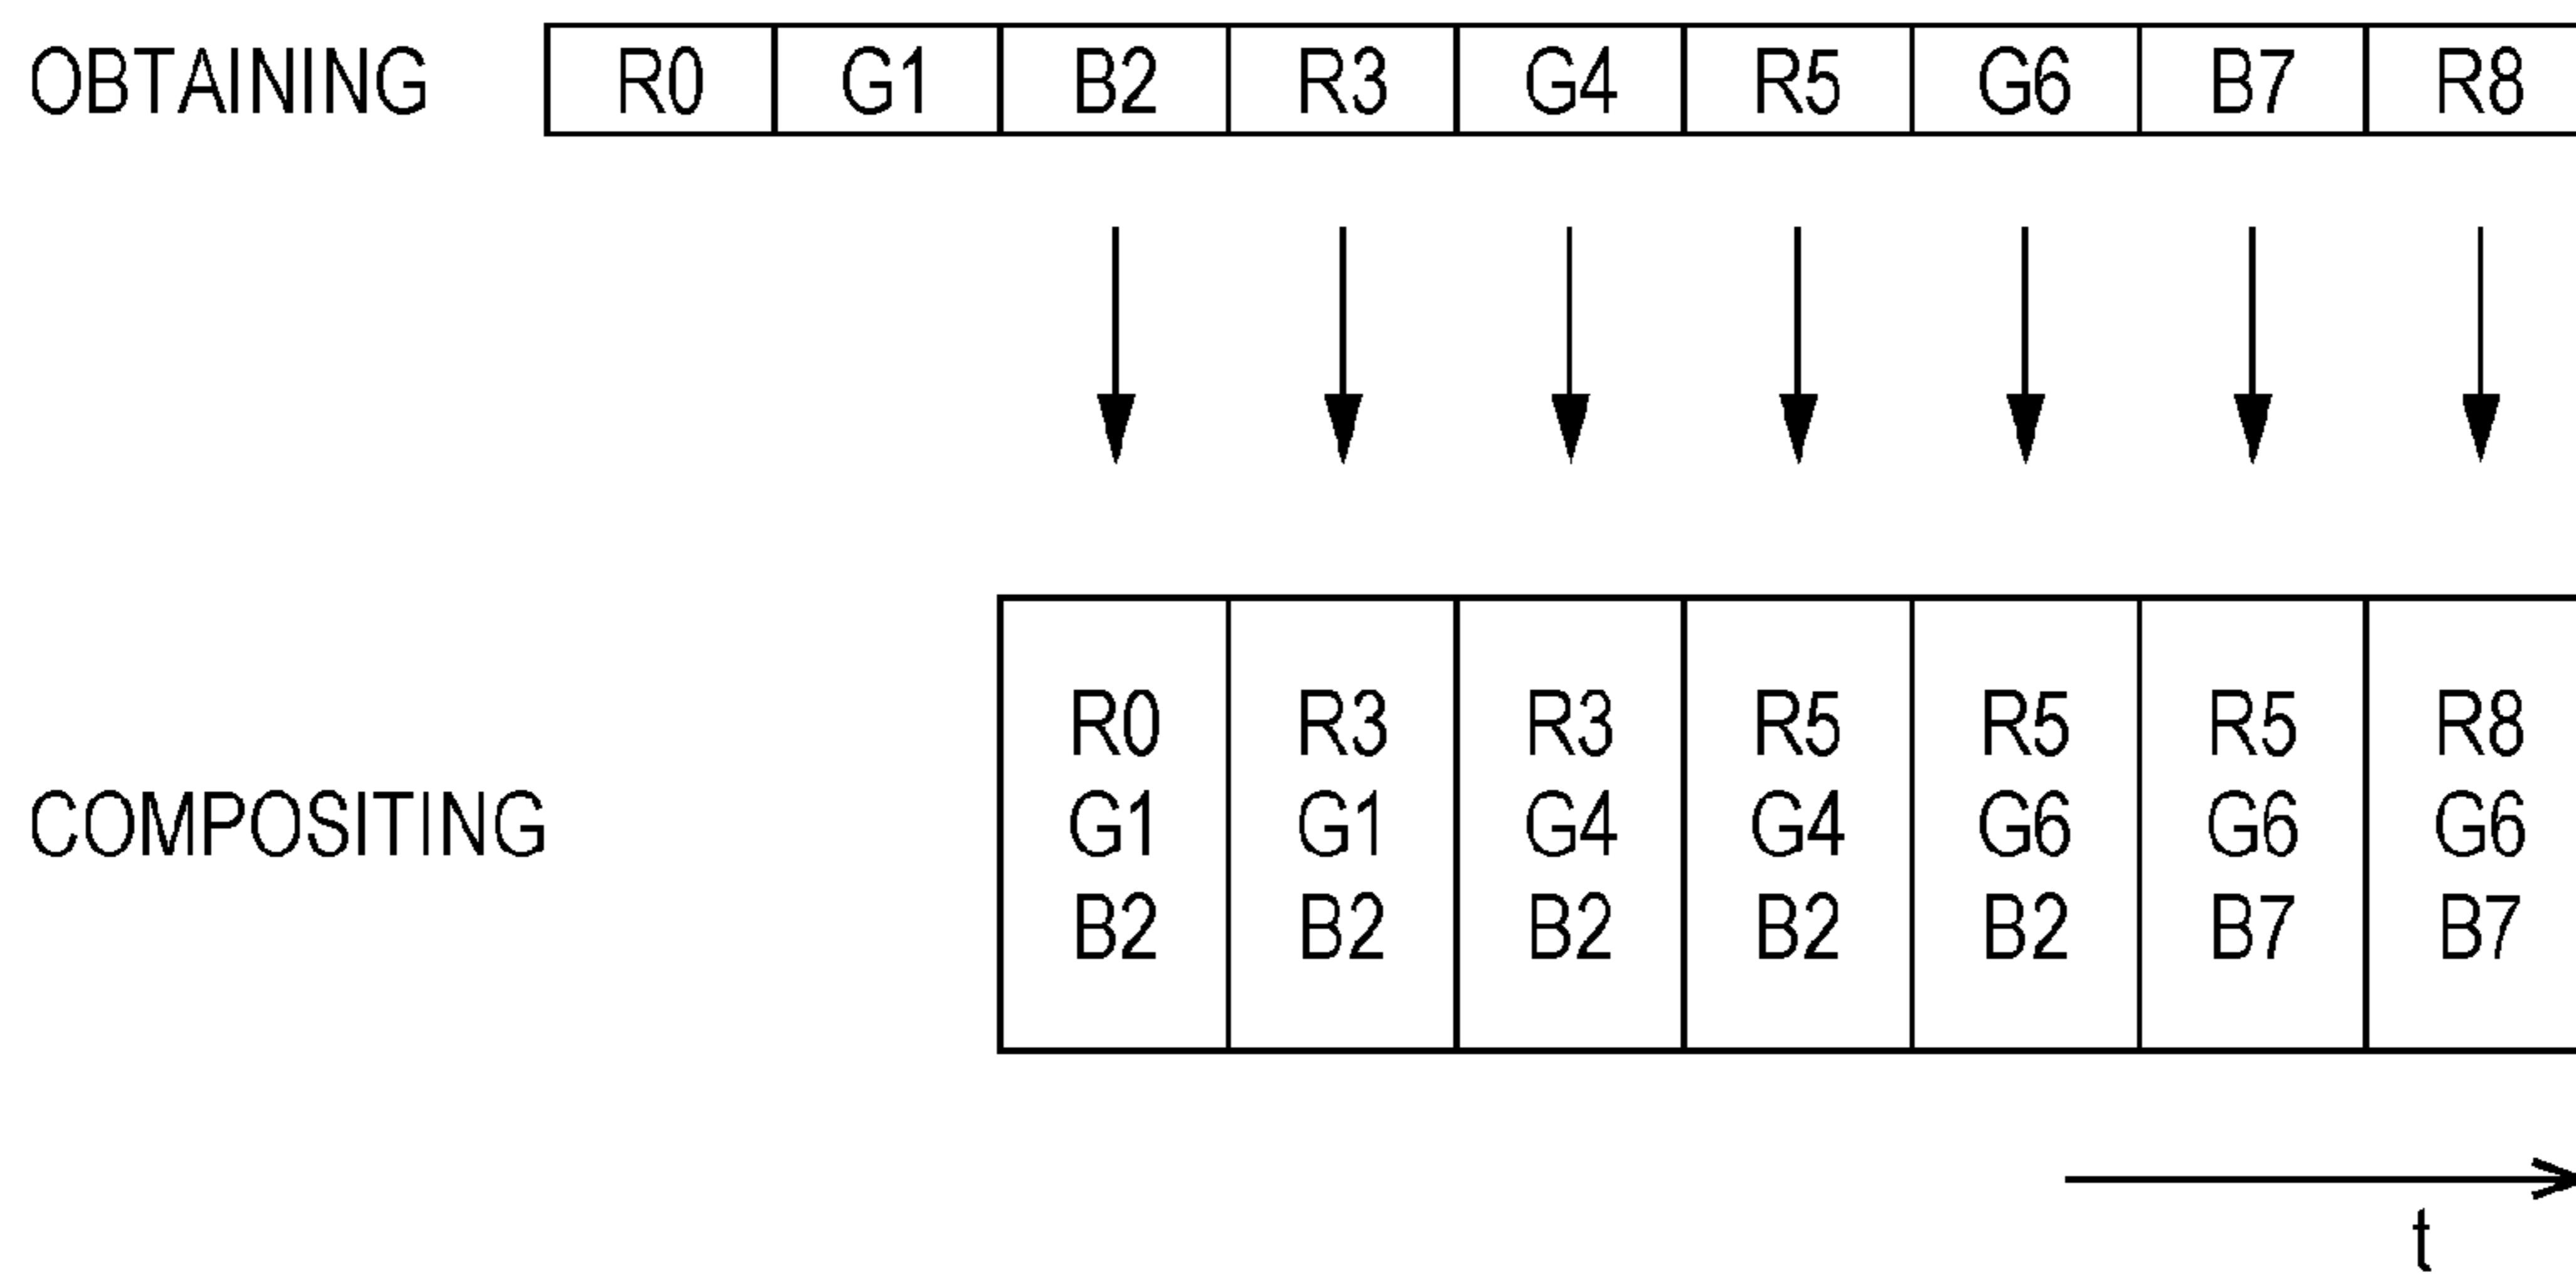 OBTAINING R0 G1 B2 R3 G4 R5 G6 B7 R8
R0 R3 R3 R5 R5 R5 R8
COMPOSITING G1 G1 G4 G4 G6 G6 G6
B2 B2 B2 B2 B2 B7 B7
t